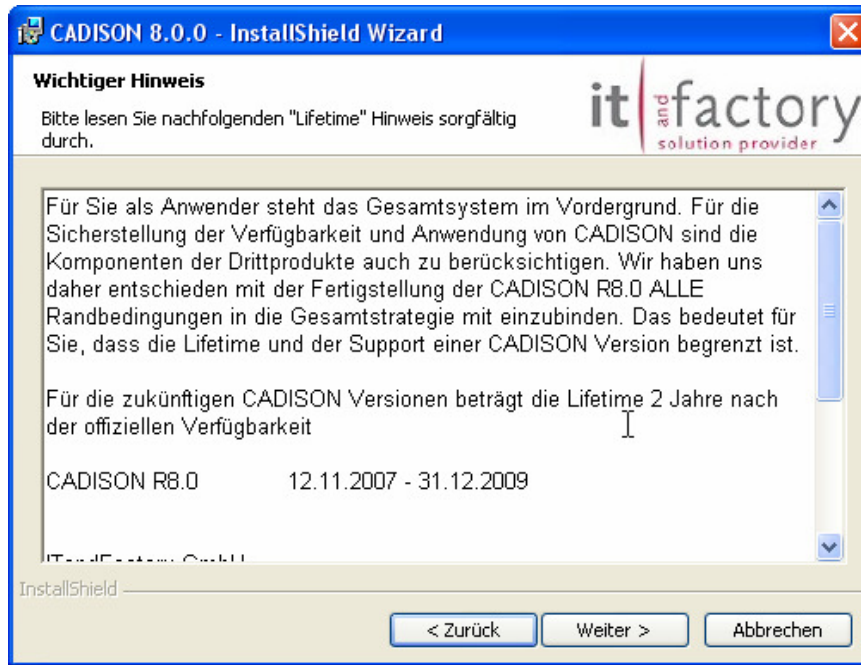 CADISON 8.0.0 - InstallShield Wizard
Wichtiger Hinweis
Bitte lesen Sie nachfolgenden "Lifetime" Hinweis sorgfältig
durch.
it and factory
solution provider
Für Sie als Anwender steht das Gesamtsystem im Vordergrund. Für die
Sicherstellung der Verfügbarkeit und Anwendung von CADISON sind die
Komponenten der Drittprodukte auch zu berücksichtigen. Wir haben uns
daher entschieden mit der Fertigstellung der CADISON R8.0 ALLE
Randbedingungen in die Gesamtstrategie mit einzubinden. Das bedeutet für
Sie, dass die Lifetime und der Support einer CADISON Version begrenzt ist.
Für die zukünftigen CADISON Versionen beträgt die Lifetime 2 Jahre nach
der offiziellen Verfügbarkeit
CADISON R8.0 12.11.2007 - 31.12.2009
ITandFactory GmbH
InstallShield
< Zurück
Weiter >
Abbrechen